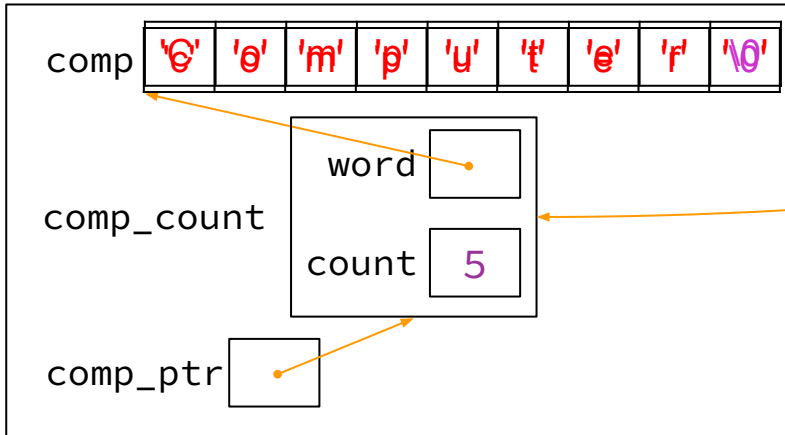 comp 'C' 'o' 'm' 'p' 'u' 't' 'e' 'r' '\0'
word
comp_count
count 5
comp_ptr